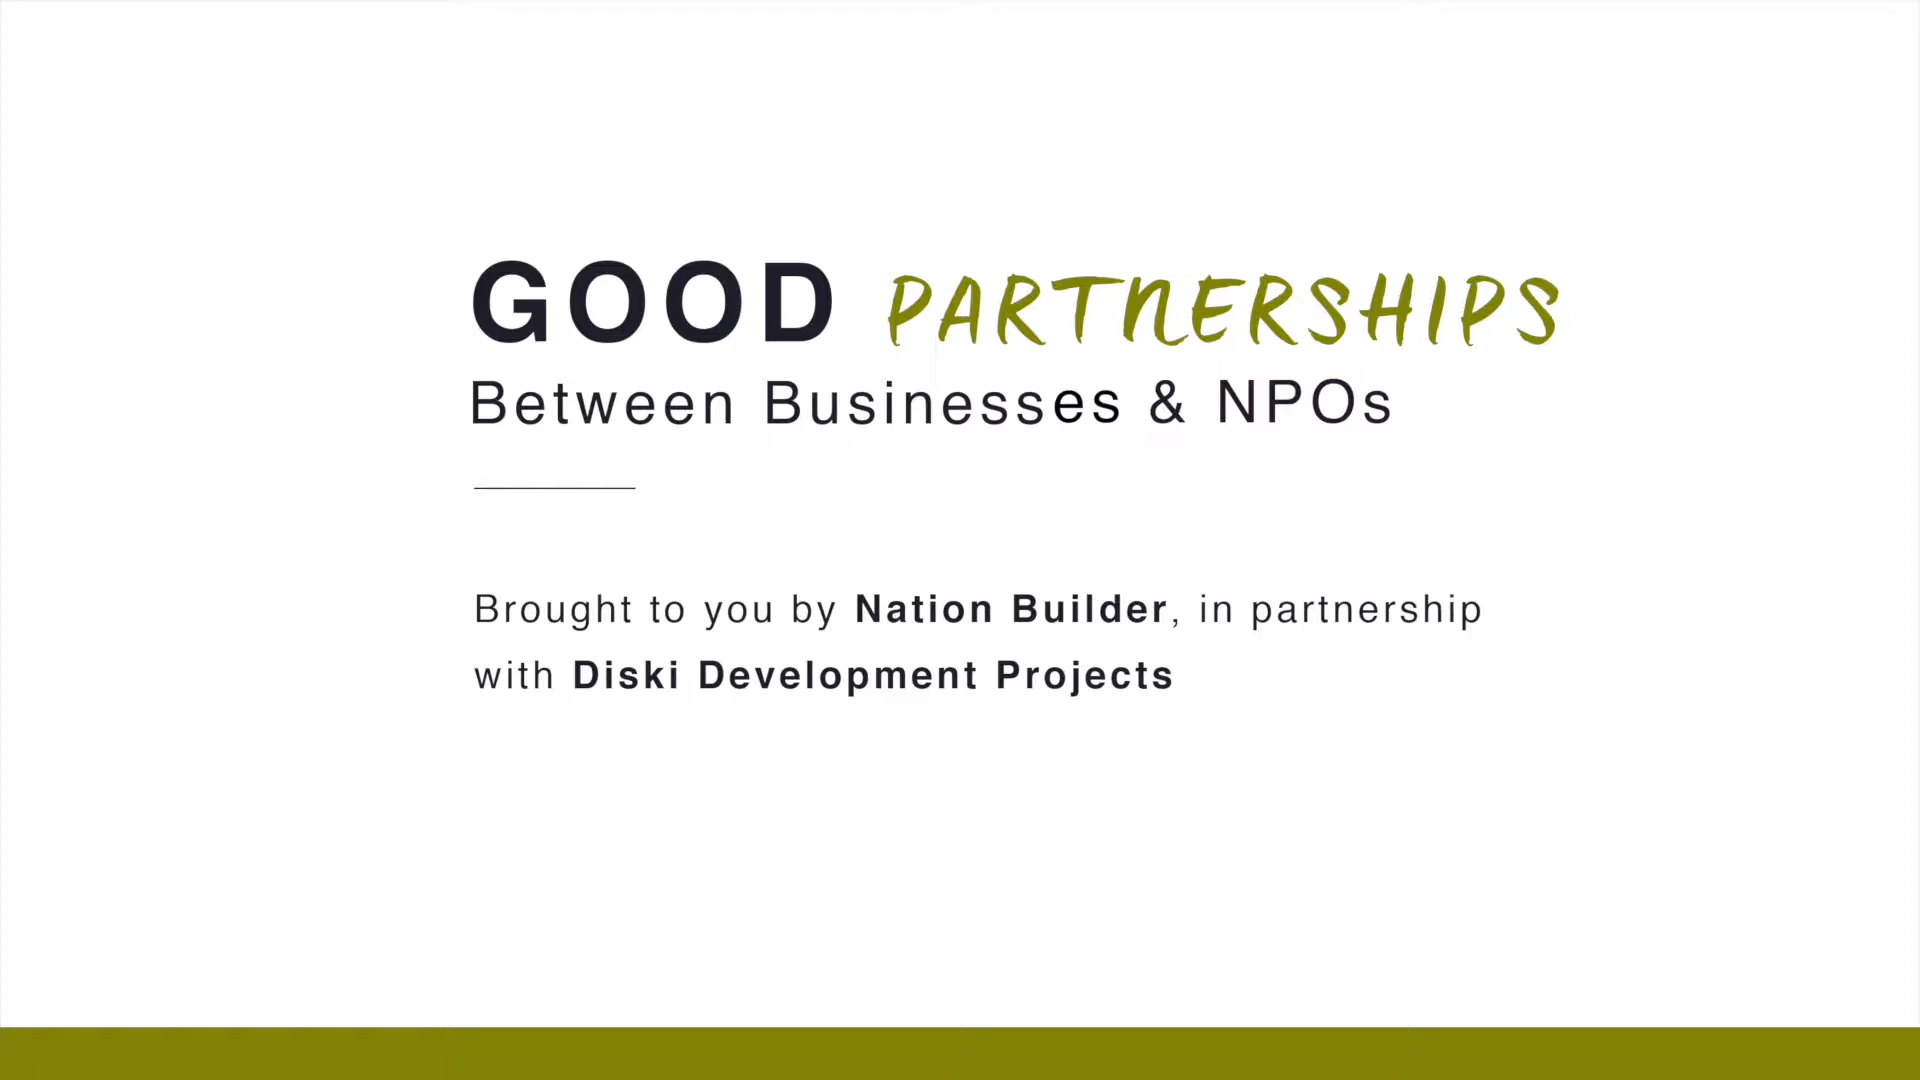 GOOD PARTNERSHIPS
Between Businesses & NPOs
Brought to you by Nation Builder, in partnership
with Diski Development Projects